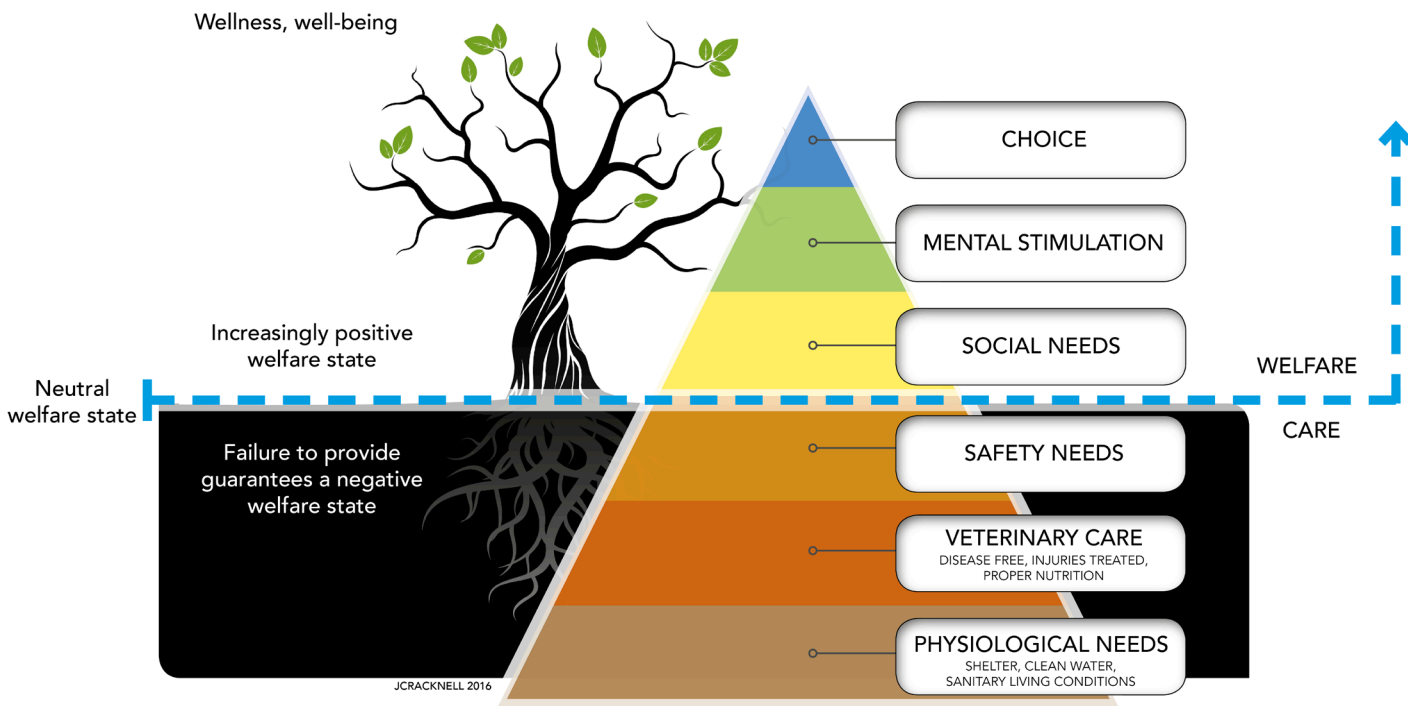 Wellness, well-being
CHOICE
MENTAL STIMULATION
Increasingly positive
welfare state
SOCIAL NEEDS
WELFARE
Neutral
welfare state
CARE
Failure to provide
guarantees a negative
welfare state
SAFETY NEEDS
VETERINARY CARE
DISEASE FREE, INJURIES TREATED,
PROPER NUTRITION
PHYSIOLOGICAL NEEDS
SHELTER, CLEAN WATER,
SANITARY LIVING CONDITIONS
JCRACKNELL 2016